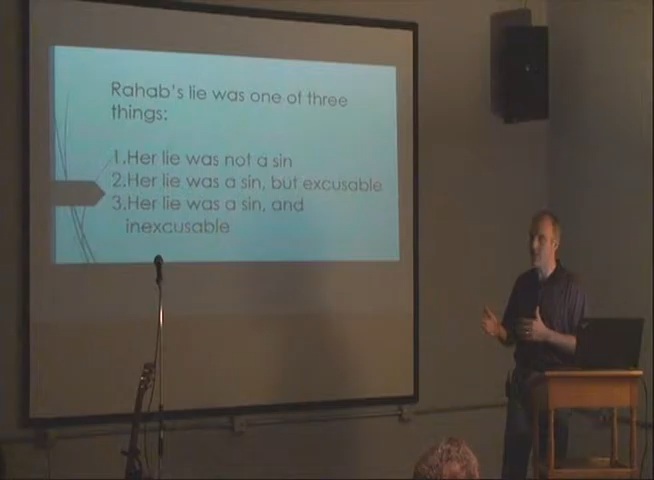 Rahab's lie was one of three
things:
1.Her lie was not a sin
2.Her lie was a sin, but excusable
3.Her lie was a sin, and
inexcusable